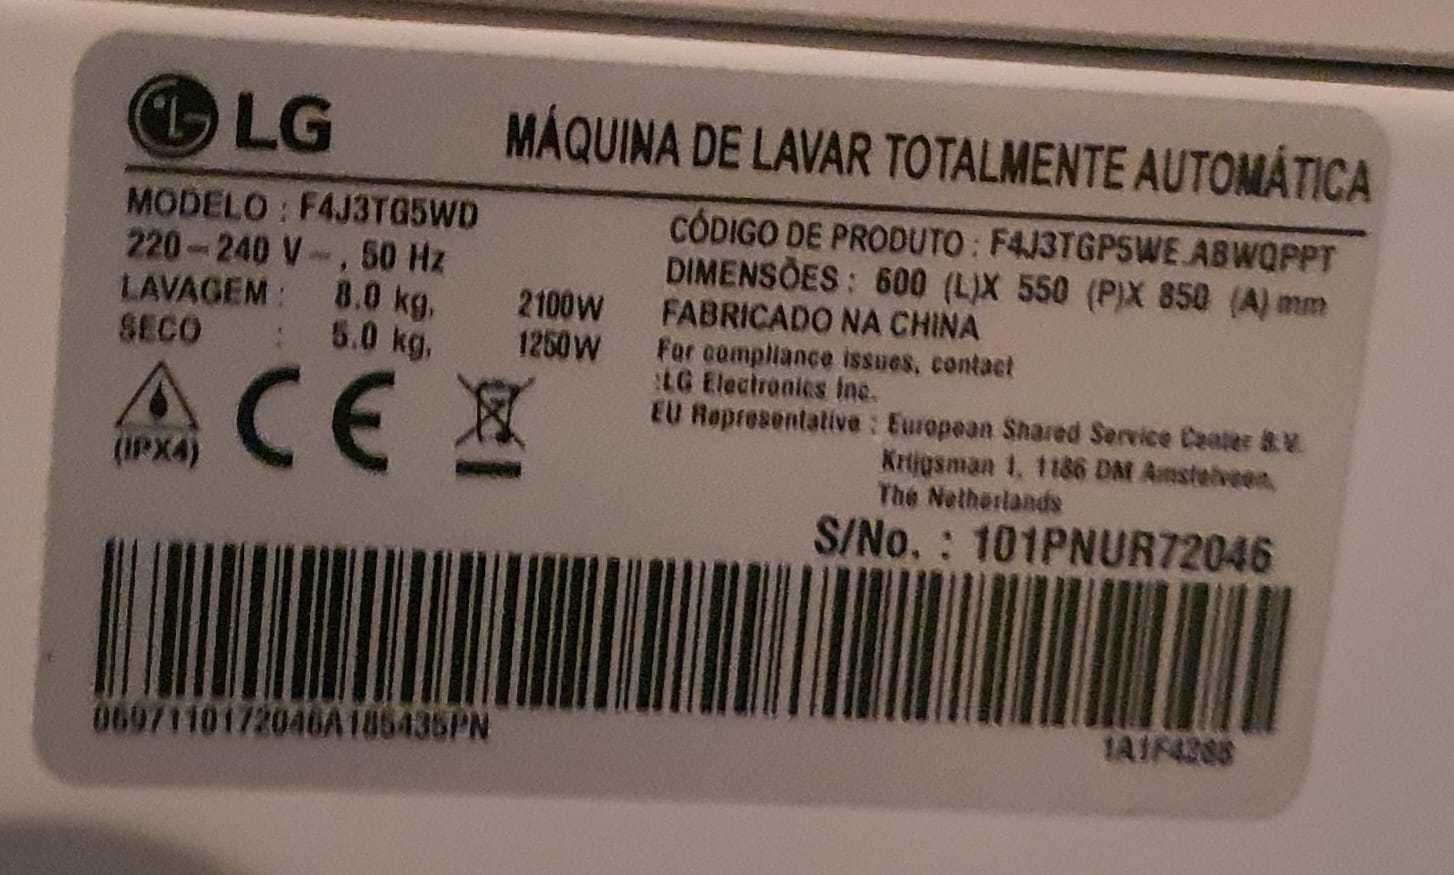 LG
MÁQUINA DE LAVAR TOTALMENTE AUTOMÁTICA
MODELO : F4J3TG5WD
220-240 V~, 50 Hz
LAVAGEM : 8.0 kg, 2100W
SECO : 5.0 kg, 1250W
(IPX4)
CE
CÓDIGO DE PRODUTO : F4J3TGP5WE.ABWQPPT
DIMENSÕES : 600 (L)X 550 (P)X 850 (A) mm
FABRICADO NA CHINA
For compliance issues, contact
:LG Electronics Inc.
EU Representative : European Shared Service Center B.V.
Krijgsman 1, 1186 DM Amstelveen,
The Netherlands
S/No. : 101PNUR72046
0697110172046A185435PN